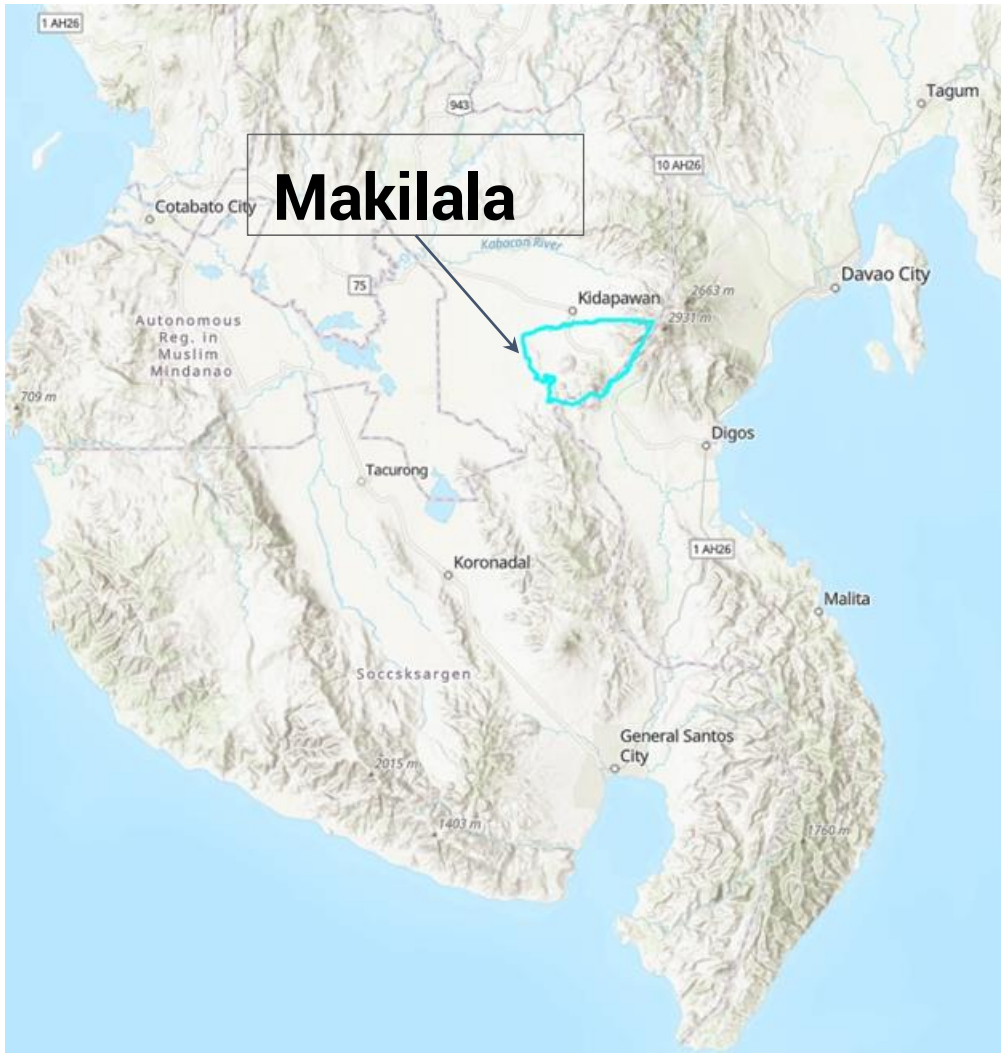 1 AH26
Tagum
943
10 AH26
Makilala
Cotabato City
Kabacan River
Davao City
75
2663 m
Kidapawan
2931 m
Autonomous
Reg. in
Muslim
Mindanao
709 m
Digos
Tacurong
1 AH26
Koronadal
Malita
Soccsksargen
General Santos
City
2015 m
1403 m
1760 m